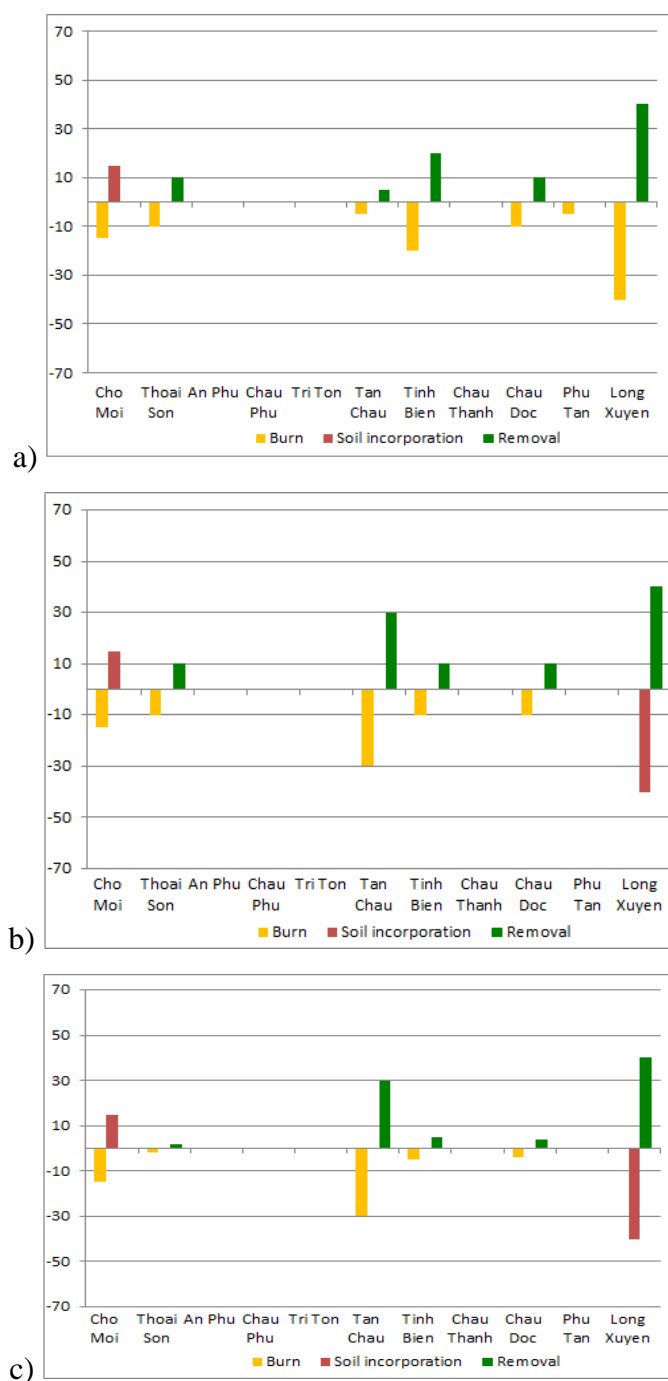 70
50
30
10
-10
-30
-50
-70
Cho Thoai An Phu Chau Tri Ton Tan Tinh Chau Chau Phu Long
Moi Son Phu Chau Bien Thanh Doc Tan Xuyen
Burn Soil incorporation Removal
a)
70
50
30
10
-10
-30
-50
-70
Cho Thoai An Phu Chau Tri Ton Tan Tinh Chau Chau Phu Long
Moi Son Phu Chau Bien Thanh Doc Tan Xuyen
Burn Soil incorporation Removal
b)
70
50
30
10
-10
-30
-50
-70
Cho Thoai An Phu Chau Tri Ton Tan Tinh Chau Chau Phu Long
Moi Son Phu Chau Bien Thanh Doc Tan Xuyen
Burn Soil incorporation Removal
c)